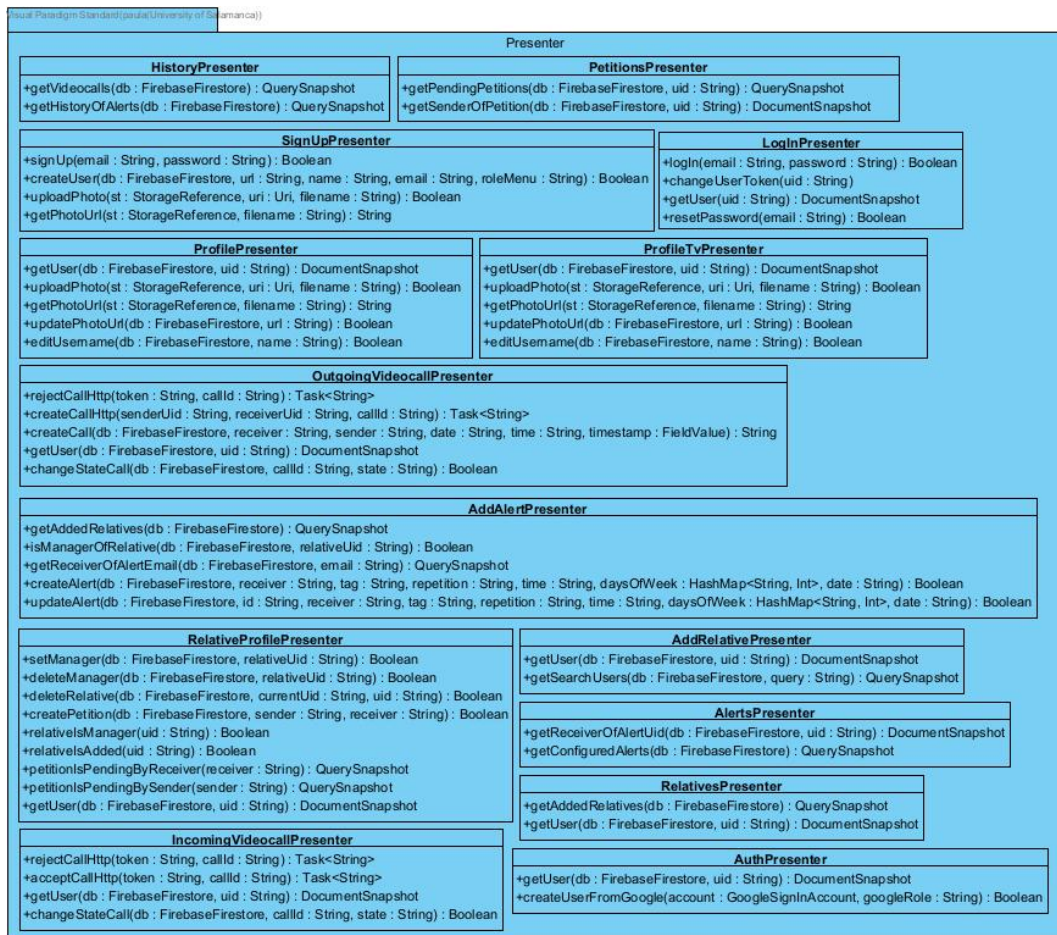 Visual Paradigm Standard(paula(University of Salamanca))
Presenter
HistoryPresenter
+getVideocalls(db : FirebaseFirestore) : QuerySnapshot
+getHistoryOfAlerts(db : FirebaseFirestore) : QuerySnapshot
PetitionsPresenter
+getPendingPetitions(db : FirebaseFirestore, uid : String) : QuerySnapshot
+getSenderOfPetition(db : FirebaseFirestore, uid : String) : DocumentSnapshot
SignUpPresenter
+signUp(email : String, password : String) : Boolean
+createUser(db : FirebaseFirestore, url : String, name : String, email : String, roleMenu : String) : Boolean
+uploadPhoto(st : StorageReference, uri : Uri, filename : String) : Boolean
+getPhotoUrl(st : StorageReference, filename : String) : String
LogInPresenter
+logIn(email : String, password : String) : Boolean
+changeUserToken(uid : String)
+getUser(uid : String) : DocumentSnapshot
+resetPassword(email : String) : Boolean
ProfilePresenter
+getUser(db : FirebaseFirestore, uid : String) : DocumentSnapshot
+uploadPhoto(st : StorageReference, uri : Uri, filename : String) : Boolean
+getPhotoUrl(st : StorageReference, filename : String) : String
+updatePhotoUrl(db : FirebaseFirestore, url : String) : Boolean
+editUsername(db : FirebaseFirestore, name : String) : Boolean
ProfileTvPresenter
+getUser(db : FirebaseFirestore, uid : String) : DocumentSnapshot
+uploadPhoto(st : StorageReference, uri : Uri, filename : String) : Boolean
+getPhotoUrl(st : StorageReference, filename : String) : String
+updatePhotoUrl(db : FirebaseFirestore, url : String) : Boolean
+editUsername(db : FirebaseFirestore, name : String) : Boolean
OutgoingVideocallPresenter
+rejectCallHttp(token : String, callId : String) : Task<String>
+createCallHttp(senderUid : String, receiverUid : String, callId : String) : Task<String>
+createCall(db : FirebaseFirestore, receiver : String, sender : String, date : String, time : String, timestamp : FieldValue) : String
+getUser(db : FirebaseFirestore, uid : String) : DocumentSnapshot
+changeStateCall(db : FirebaseFirestore, callId : String, state : String) : Boolean
AddAlertPresenter
+getAddedRelatives(db : FirebaseFirestore) : QuerySnapshot
+isManagerOfRelative(db : FirebaseFirestore, relativeUid : String) : Boolean
+getReceiverOfAlertEmail(db : FirebaseFirestore, email : String) : QuerySnapshot
+createAlert(db : FirebaseFirestore, receiver : String, tag : String, repetition : String, time : String, daysOfWeek : HashMap<String, Int>, date : String) : Boolean
+updateAlert(db : FirebaseFirestore, id : String, receiver : String, tag : String, repetition : String, time : String, daysOfWeek : HashMap<String, Int>, date : String) : Boolean
RelativeProfilePresenter
+setManager(db : FirebaseFirestore, relativeUid : String) : Boolean
+deleteManager(db : FirebaseFirestore, relativeUid : String) : Boolean
+deleteRelative(db : FirebaseFirestore, currentUid : String, uid : String) : Boolean
+createPetition(db : FirebaseFirestore, sender : String, receiver : String) : Boolean
+relativeIsManager(uid : String) : Boolean
+relativeIsAdded(uid : String) : Boolean
+petitionIsPendingByReceiver(receiver : String) : QuerySnapshot
+petitionIsPendingBySender(sender : String) : QuerySnapshot
+getUser(db : FirebaseFirestore, uid : String) : DocumentSnapshot
AddRelativePresenter
+getUser(db : FirebaseFirestore, uid : String) : DocumentSnapshot
+getSearchUsers(db : FirebaseFirestore, query : String) : QuerySnapshot
AlertsPresenter
+getReceiverOfAlertUid(db : FirebaseFirestore, uid : String) : DocumentSnapshot
+getConfiguredAlerts(db : FirebaseFirestore) : QuerySnapshot
RelativesPresenter
+getAddedRelatives(db : FirebaseFirestore) : QuerySnapshot
+getUser(db : FirebaseFirestore, uid : String) : DocumentSnapshot
IncomingVideocallPresenter
+rejectCallHttp(token : String, callId : String) : Task<String>
+acceptCallHttp(token : String, callId : String) : Task<String>
+getUser(db : FirebaseFirestore, uid : String) : DocumentSnapshot
+changeStateCall(db : FirebaseFirestore, callId : String, state : String) : Boolean
AuthPresenter
+getUser(db : FirebaseFirestore, uid : String) : DocumentSnapshot
+createUserFromGoogle(account : GoogleSignInAccount, googleRole : String) : Boolean